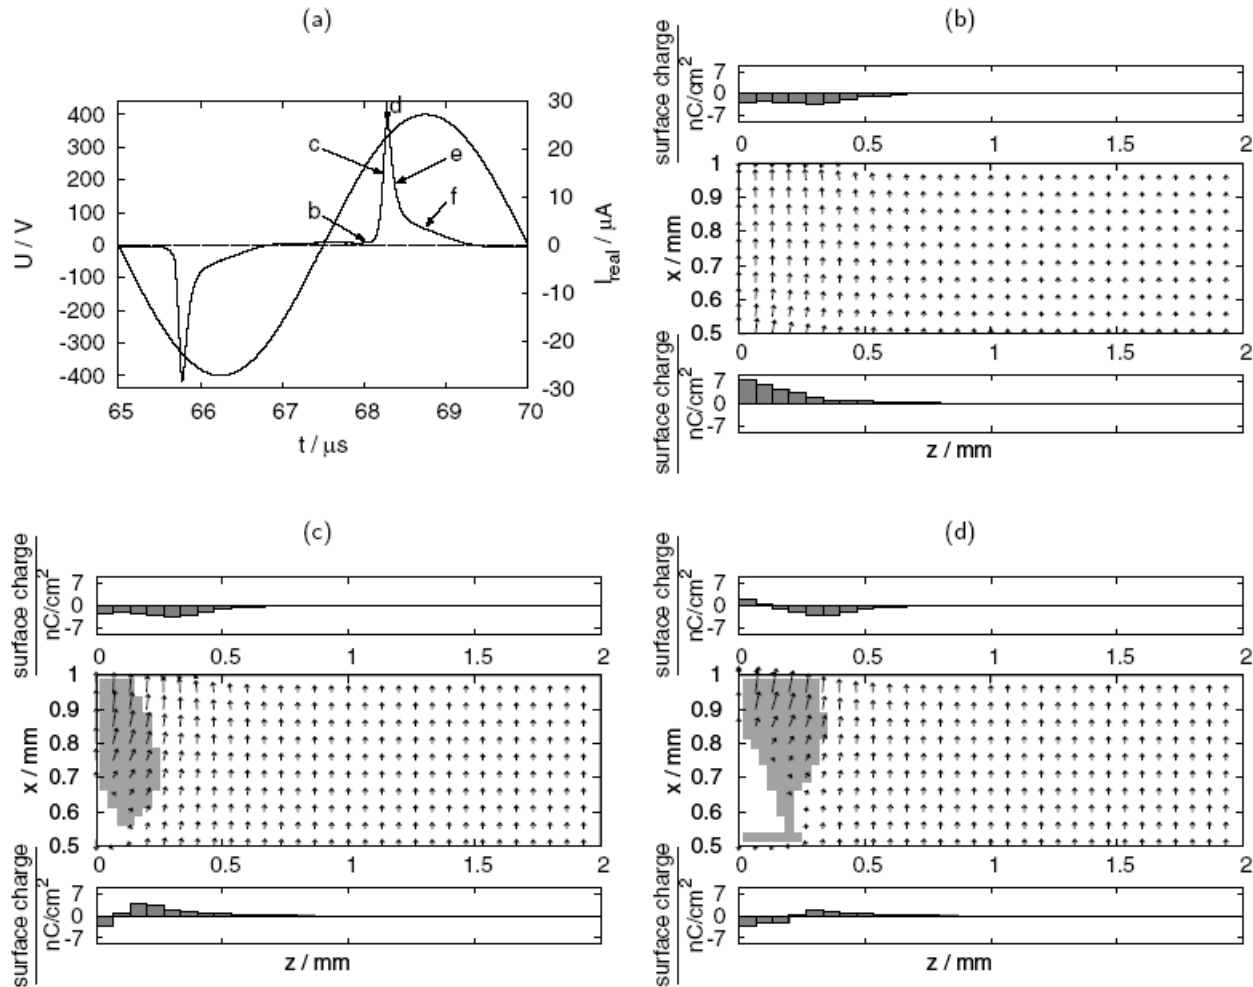 (a)
(b)
surface charge
nC/cm²
7
0
-7
0 0.5 1 1.5 2
400
300
200
100
0
-100
-200
-300
-400
U / V
30
20
10
0
-10
-20
-30
I_real / μA
b
c
d
e
f
65 66 67 68 69 70
t / μs
1
0.9
0.8
0.7
0.6
0.5
x / mm
0 0.5 1 1.5 2
surface charge
nC/cm²
7
0
-7
z / mm
(c)
surface charge
nC/cm²
7
0
-7
0 0.5 1 1.5 2
1
0.9
0.8
0.7
0.6
0.5
x / mm
0 0.5 1 1.5 2
surface charge
nC/cm²
7
0
-7
z / mm
(d)
surface charge
nC/cm²
7
0
-7
0 0.5 1 1.5 2
1
0.9
0.8
0.7
0.6
0.5
x / mm
0 0.5 1 1.5 2
surface charge
nC/cm²
7
0
-7
z / mm